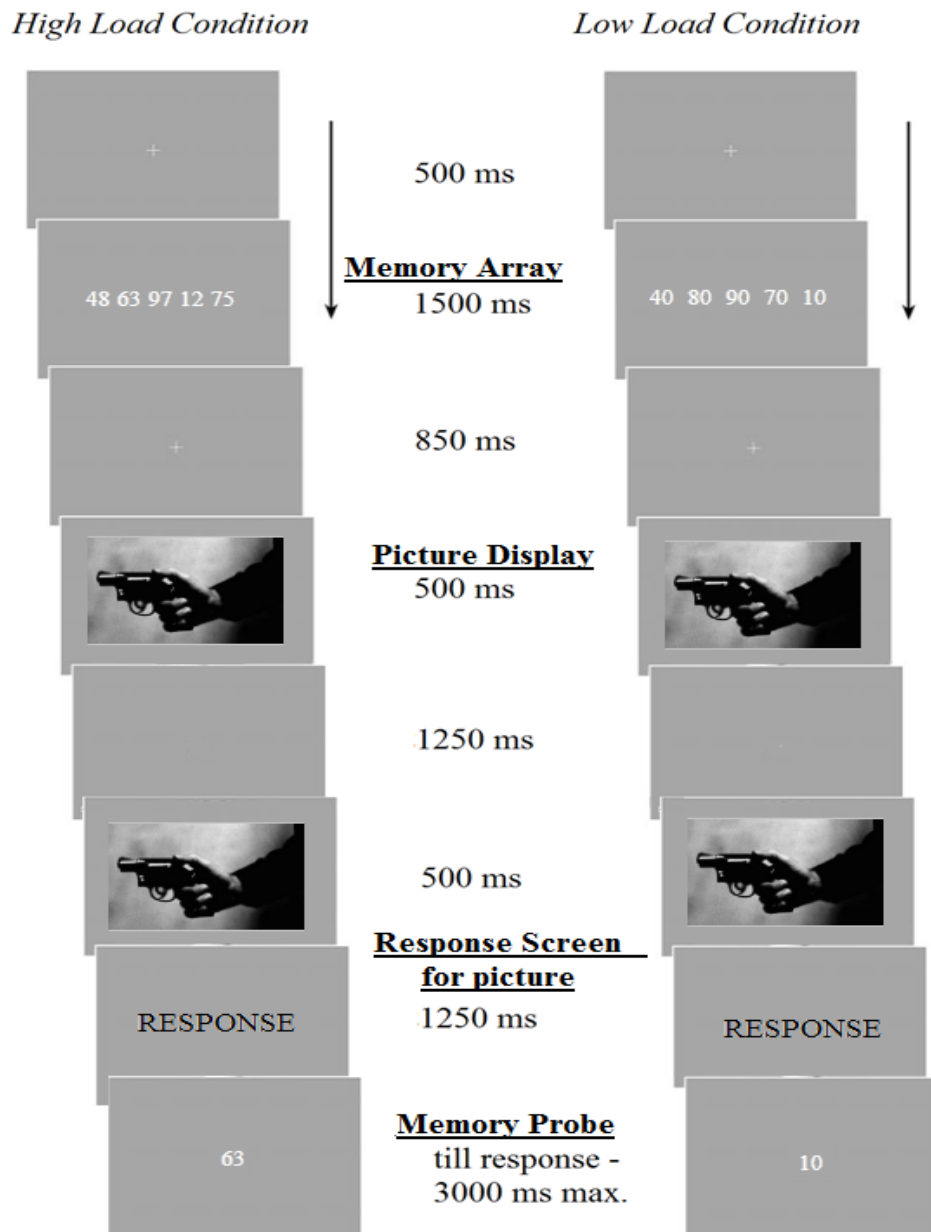 High Load Condition
Low Load Condition
500 ms
Memory Array
48 63 97 12 75
1500 ms
40 80 90 70 10
850 ms
Picture Display
500 ms
1250 ms
500 ms
Response Screen
for picture
1250 ms
RESPONSE
RESPONSE
Memory Probe
till response -
3000 ms max.
63
10